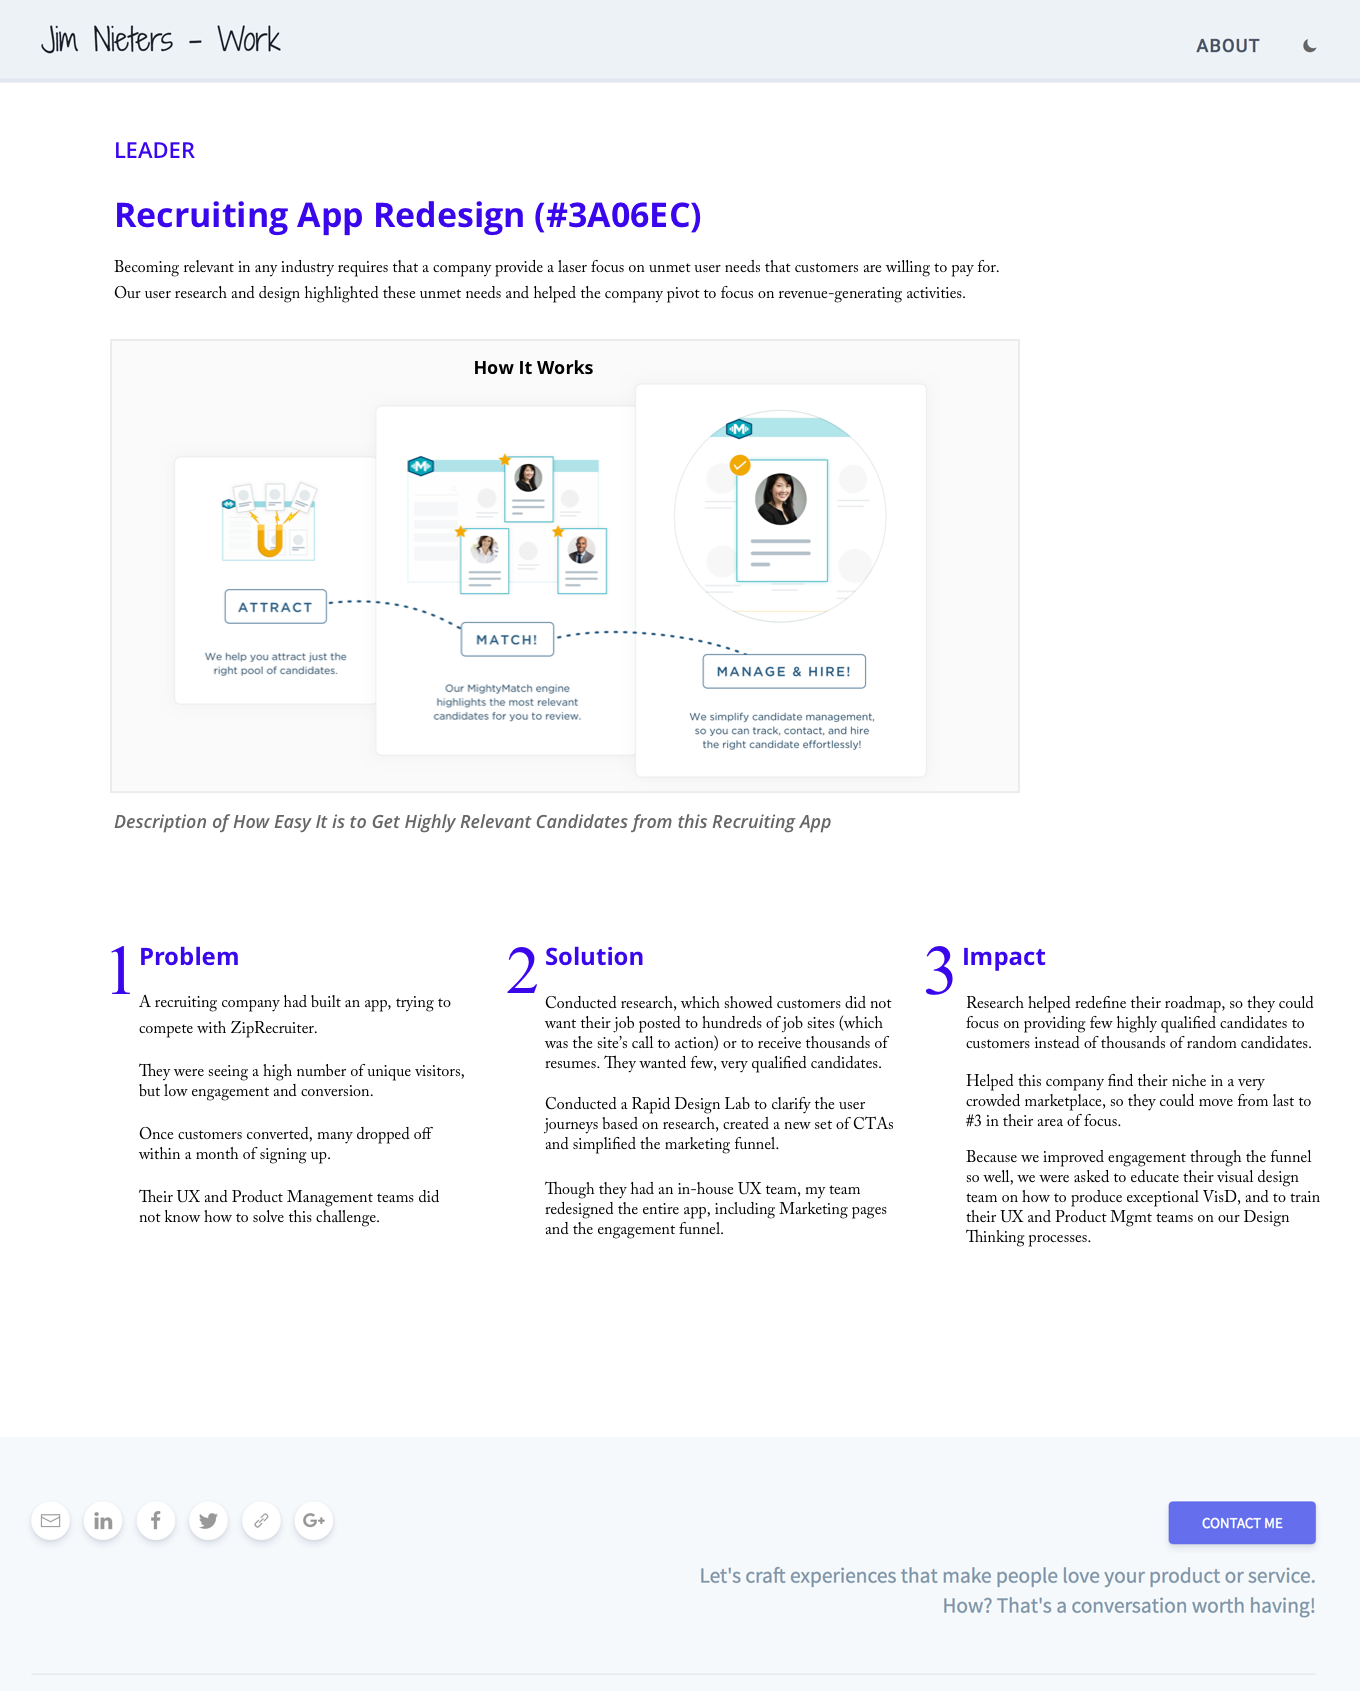 Jim Nieters - Work
ABOUT
LEADER
Recruiting App Redesign (#3A06EC)
Becoming relevant in any industry requires that a company provide a laser focus on unmet user needs that customers are willing to pay for.
Our user research and design highlighted these unmet needs and helped the company pivot to focus on revenue-generating activities.
How It Works
M
M
ATTRACT
We help you attract just the
right pool of candidates.
MATCH!
Our MightyMatch engine
highlights the most relevant
candidates for you to review.
MANAGE & HIRE!
We simplify candidate management,
so you can track, contact, and hire
the right candidate effortlessly!
Description of How Easy It is to Get Highly Relevant Candidates from this Recruiting App
1 Problem
A recruiting company had built an app, trying to
compete with ZipRecruiter.
They were seeing a high number of unique visitors,
but low engagement and conversion.
Once customers converted, many dropped off
within a month of signing up.
Their UX and Product Management teams did
not know how to solve this challenge.
2 Solution
Conducted research, which showed customers did not
want their job posted to hundreds of job sites (which
was the site's call to action) or to receive thousands of
resumes. They wanted few, very qualified candidates.
Conducted a Rapid Design Lab to clarify the user
journeys based on research, created a new set of CTAs
and simplified the marketing funnel.
Though they had an in-house UX team, my team
redesigned the entire app, including Marketing pages
and the engagement funnel.
3 Impact
Research helped redefine their roadmap, so they could
focus on providing few highly qualified candidates to
customers instead of thousands of random candidates.
Helped this company find their niche in a very
crowded marketplace, so they could move from last to
#3 in their area of focus.
Because we improved engagement through the funnel
so well, we were asked to educate their visual design
team on how to produce exceptional VisD, and to train
their UX and Product Mgmt teams on our Design
Thinking processes.
in
f
G+
CONTACT ME
Let's craft experiences that make people love your product or service.
How? That's a conversation worth having!